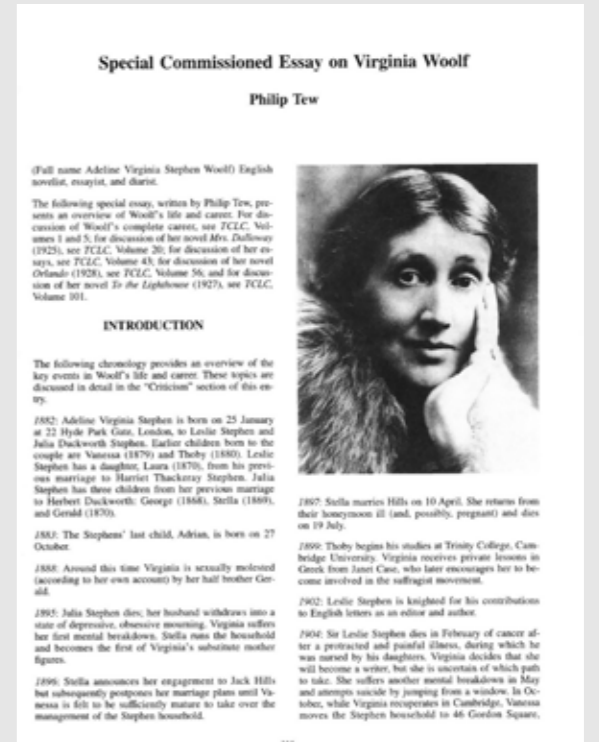 Special Commissioned Essay on Virginia Woolf
Philip Tew
(Full name Adeline Virginia Stephen Woolf) English
novelist, essayist, and diarist.
The following special essay, written by Philip Tew, pre-
sents an overview of Woolf's life and career. For dis-
cussion of Woolf's complete career, see TCLC, Vol-
umes 1 and 5; for discussion of her novel Mrs. Dalloway
(1925), see TCLC, Volume 20; for discussion of her es-
says, see TCLC, Volume 43; for discussion of her novel
Orlando (1928), see TCLC, Volume 56; and for discus-
sion of her novel To the Lighthouse (1927), see TCLC,
Volume 101.
INTRODUCTION
The following chronology provides an overview of the
key events in Woolf's life and career. These topics are
discussed in detail in the "Criticism" section of this en-
try.
1882: Adeline Virginia Stephen is born on 25 January
at 22 Hyde Park Gate, London, to Leslie Stephen and
Julia Duckworth Stephen. Earlier children born to the
couple are Vanessa (1879) and Thoby (1880). Leslie
Stephen has a daughter, Laura (1870), from his previ-
ous marriage to Harriet Thackeray Stephen. Julia
Stephen has three children from her previous marriage
to Herbert Duckworth: George (1868), Stella (1869),
and Gerald (1870).
1883: The Stephens' last child, Adrian, is born on 27
October.
1888: Around this time Virginia is sexually molested
(according to her own account) by her half brother Ger-
ald.
1895: Julia Stephen dies; her husband withdraws into a
state of depressive, obsessive mourning. Virginia suffers
her first mental breakdown. Stella runs the household
and becomes the first of Virginia's substitute mother
figures.
1896: Stella announces her engagement to Jack Hills
but subsequently postpones her marriage plans until Va-
nessa is felt to be sufficiently mature to take over the
management of the Stephen household.
1897: Stella marries Hills on 10 April. She returns from
their honeymoon ill (and, possibly, pregnant) and dies
on 19 July.
1899: Thoby begins his studies at Trinity College, Cam-
bridge University. Virginia receives private lessons in
Greek from Janet Case, who later encourages her to be-
come involved in the suffragist movement.
1902: Leslie Stephen is knighted for his contributions
to English letters as an editor and author.
1904: Sir Leslie Stephen dies in February of cancer af-
ter a protracted and painful illness, during which he
was nursed by his daughters. Virginia decides that she
will become a writer, but she is uncertain of which path
to take. She suffers another mental breakdown in May
and attempts suicide by jumping from a window. In Oc-
tober, while Virginia recuperates in Cambridge, Vanessa
moves the Stephen household to 46 Gordon Square,